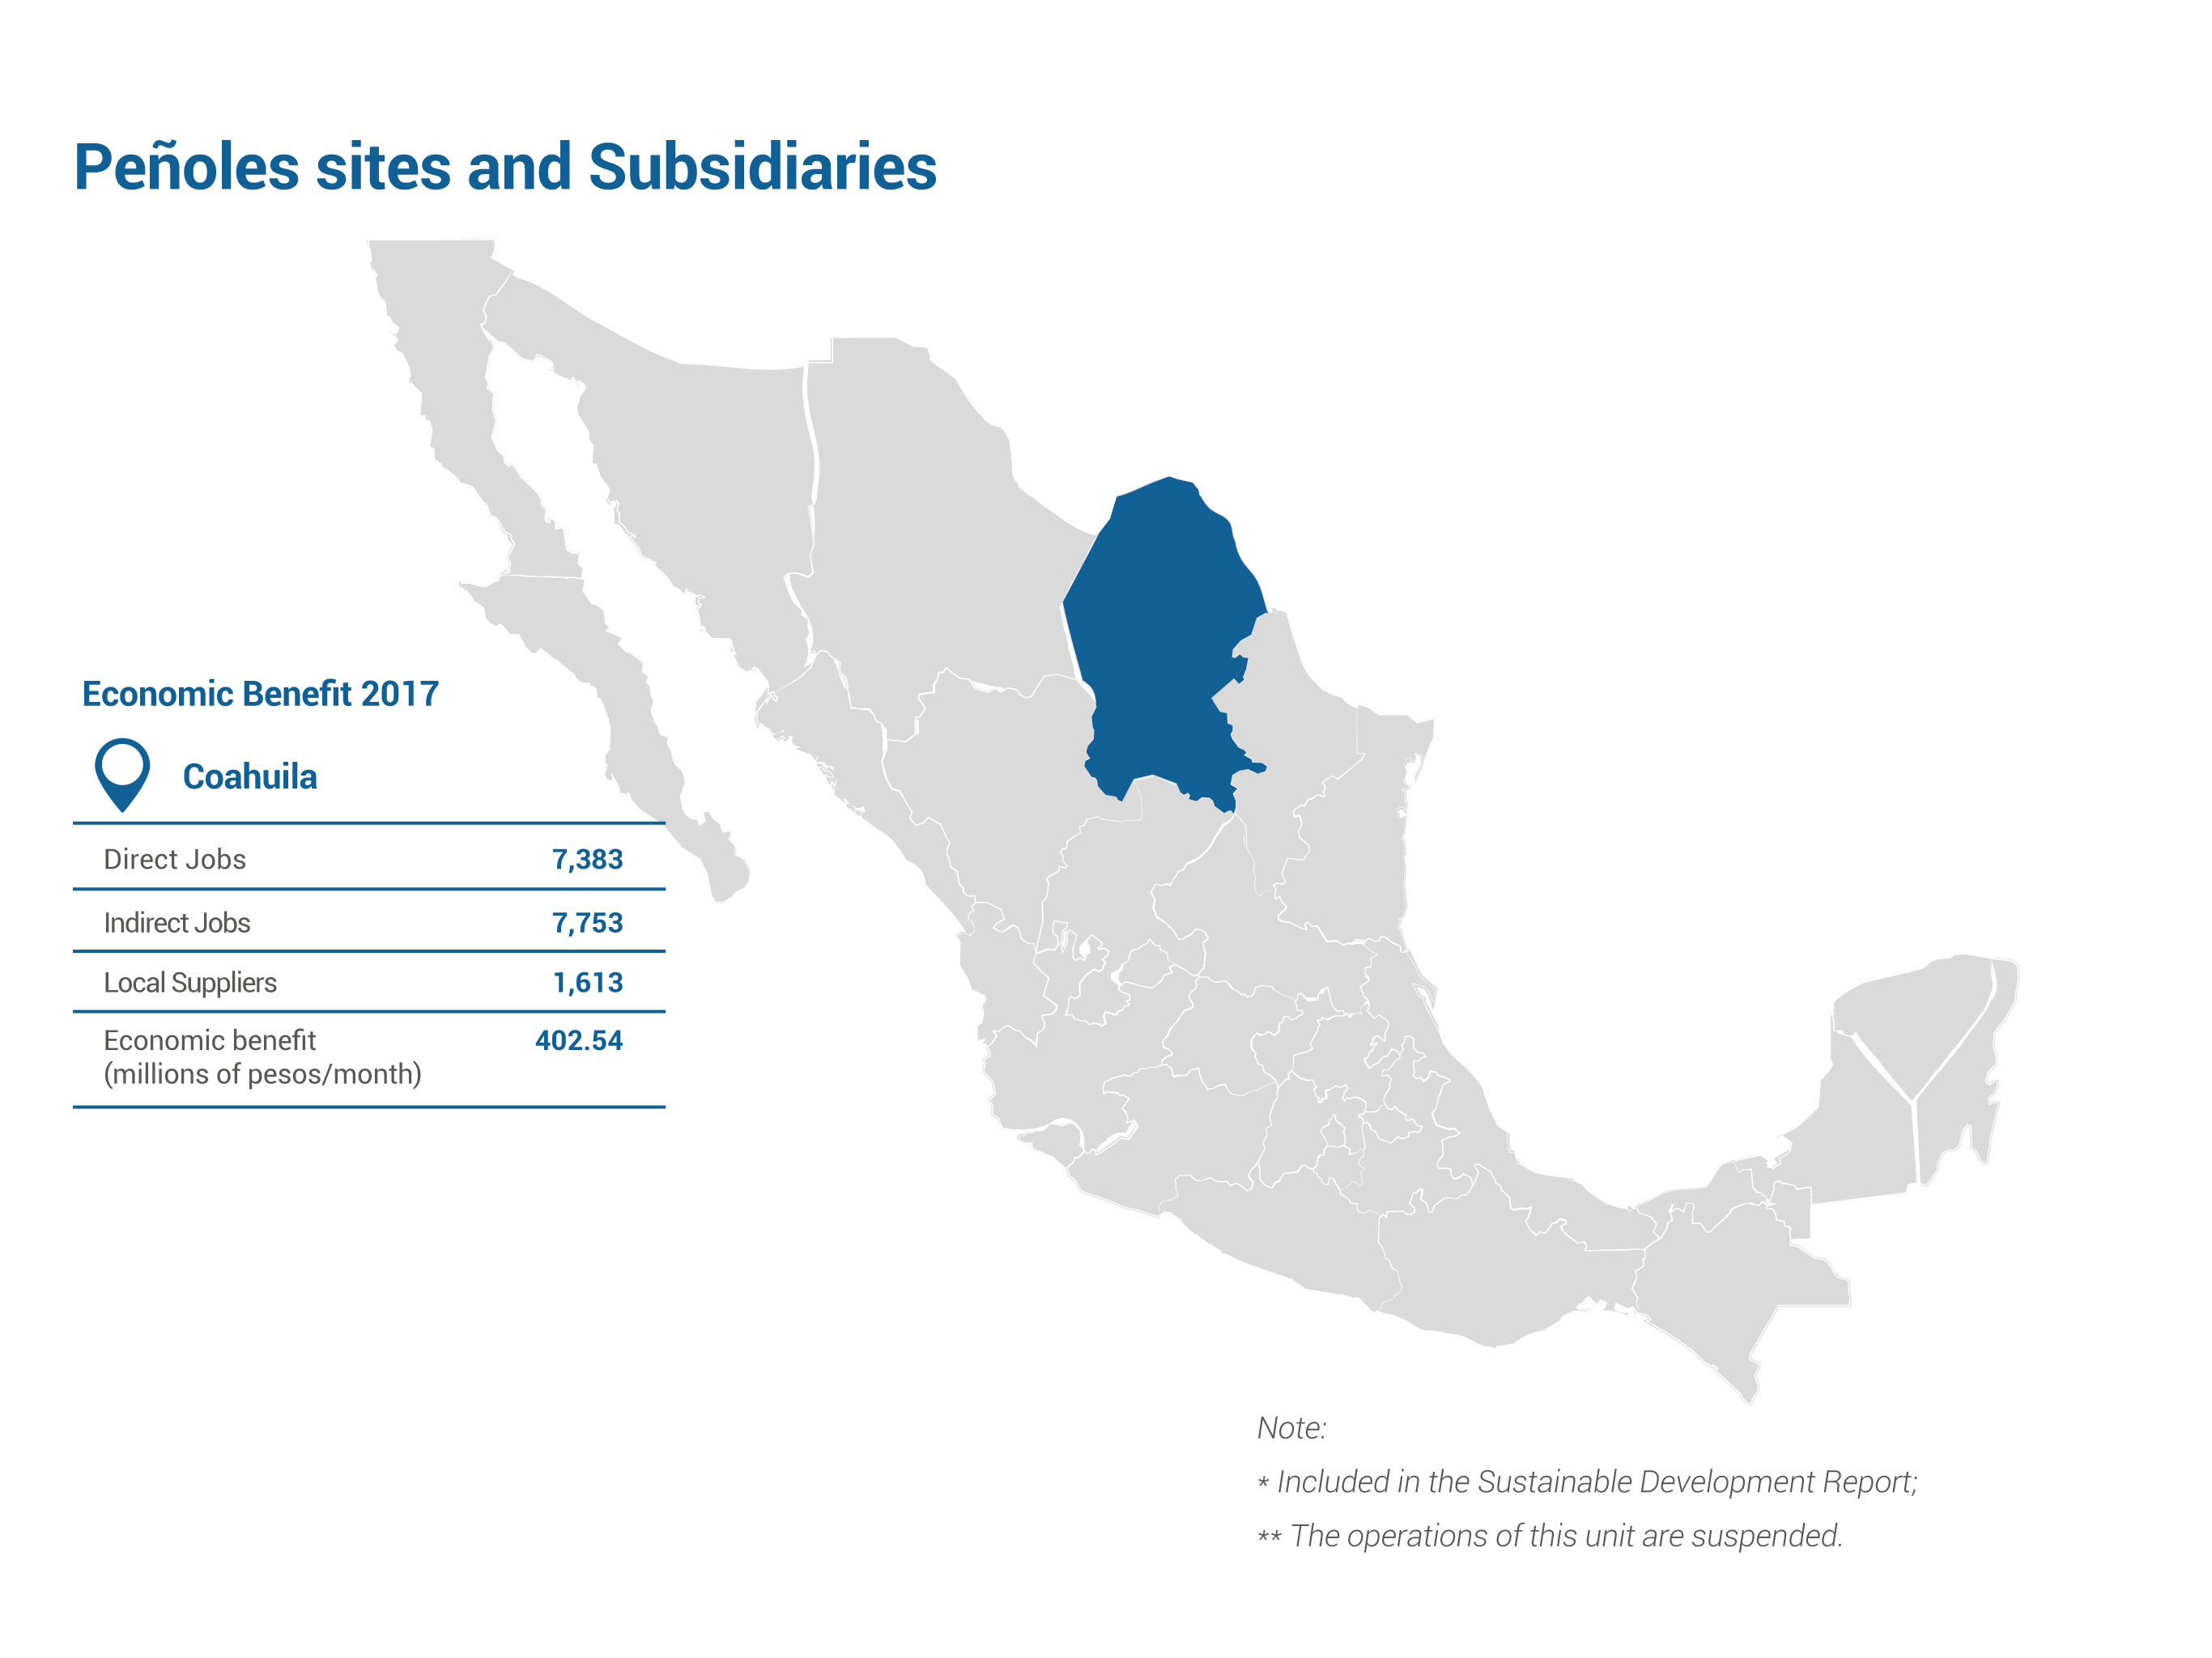 Peñoles sites and Subsidiaries
Economic Benefit 2017
Coahuila
Direct Jobs 7,383
Indirect Jobs 7,753
Local Suppliers 1,613
Economic benefit 402.54
(millions of pesos/month)
Note:
* Included in the Sustainable Development Report;
** The operations of this unit are suspended.